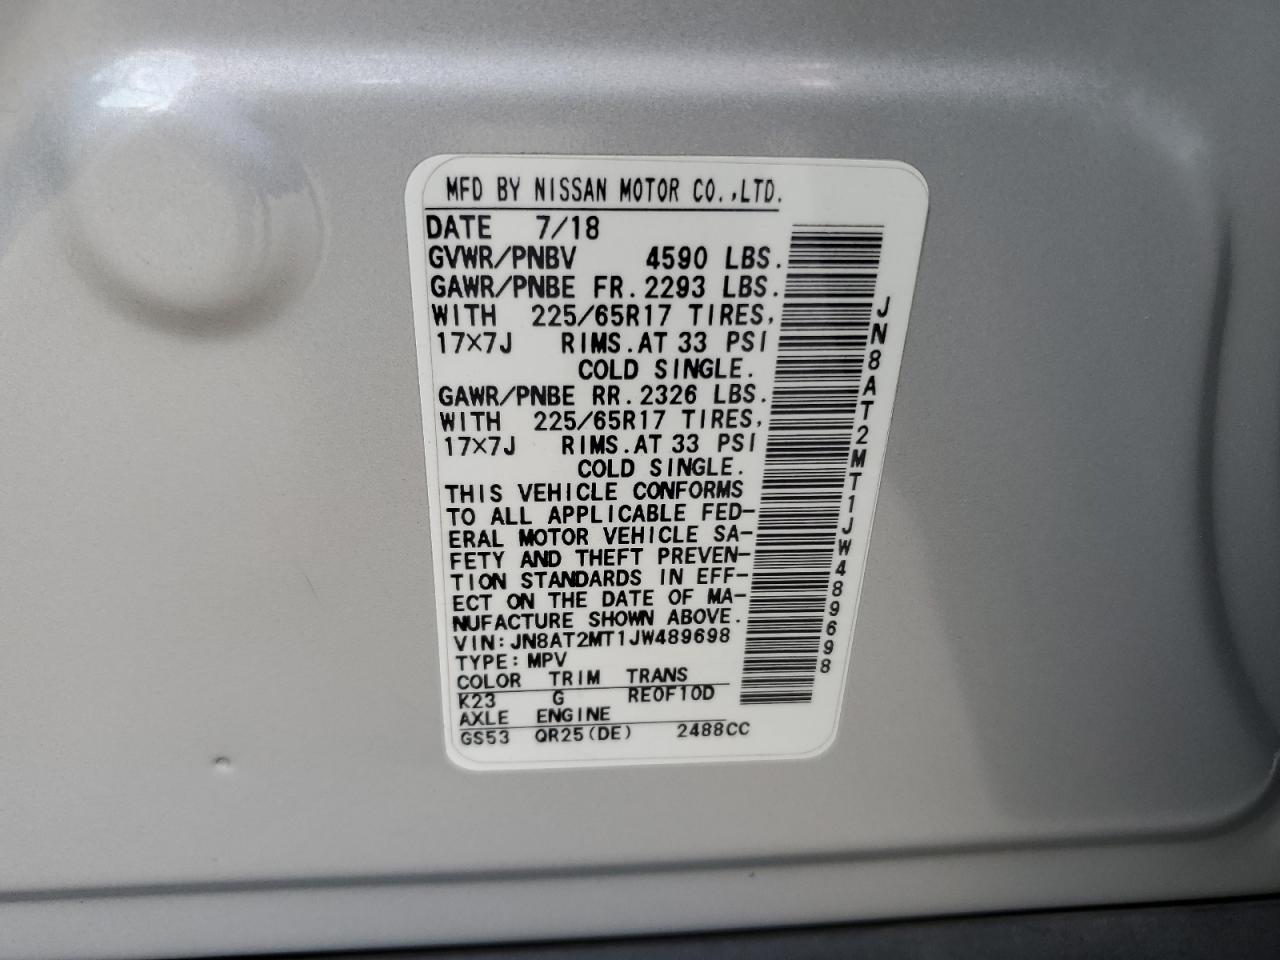 MFD BY NISSAN MOTOR CO.,LTD.
DATE 7/18
GVWR/PNBV 4590 LBS.
GAWR/PNBE FR.2293 LBS.
WITH 225/65R17 TIRES,
17×7J RIMS.AT 33 PSI
COLD SINGLE.
GAWR/PNBE RR.2326 LBS.
WITH 225/65R17 TIRES,
17×7J RIMS.AT 33 PSI
COLD SINGLE.
THIS VEHICLE CONFORMS
TO ALL APPLICABLE FED-
ERAL MOTOR VEHICLE SA-
FETY AND THEFT PREVEN-
TION STANDARDS IN EFF-
ECT ON THE DATE OF MA-
NUFACTURE SHOWN ABOVE.
VIN:JN8AT2MT1JW489698
TYPE:MPV
COLOR TRIM TRANS
K23 G RE0F10D
AXLE ENGINE
GS53 QR25(DE) 2488CC
JN8AT2MT1JW489698